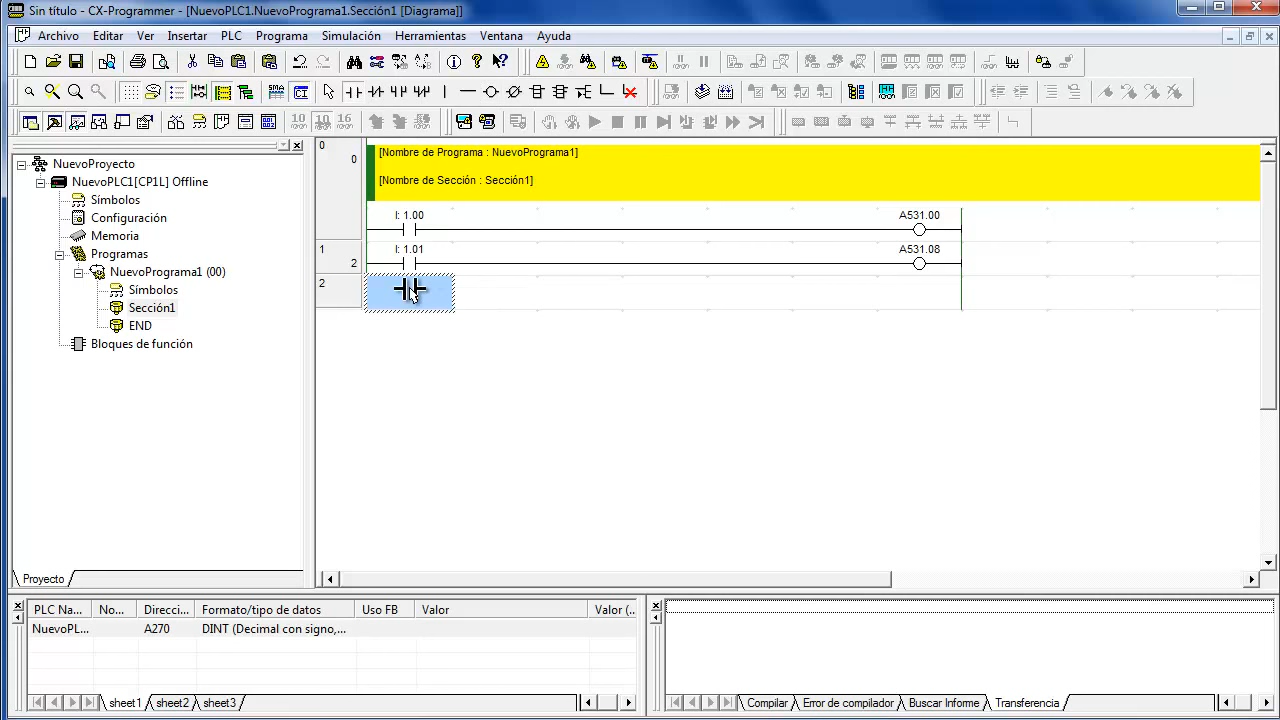 Sin título - CX-Programmer - [NuevoPLC1.NuevoPrograma1.Sección1 [Diagrama]]
Archivo Editar Ver Insertar PLC Programa Simulación Herramientas Ventana Ayuda
10 10 16
NuevoProyecto
NuevoPLC1[CP1L] Offline
Símbolos
Configuración
Memoria
Programas
NuevoPrograma1 (00)
Símbolos
Sección1
END
Bloques de función
Proyecto
0
0
[Nombre de Programa : NuevoPrograma1]
[Nombre de Sección : Sección1]
I: 1.00 A531.00
1
2
I: 1.01 A531.08
2
PLC Na... No... Direcci... Formato/tipo de datos Uso FB Valor Valor (..
NuevoPL... A270 DINT (Decimal con signo,...
sheet1 sheet2 sheet3
Compilar Error de compilador Buscar Informe Transferencia